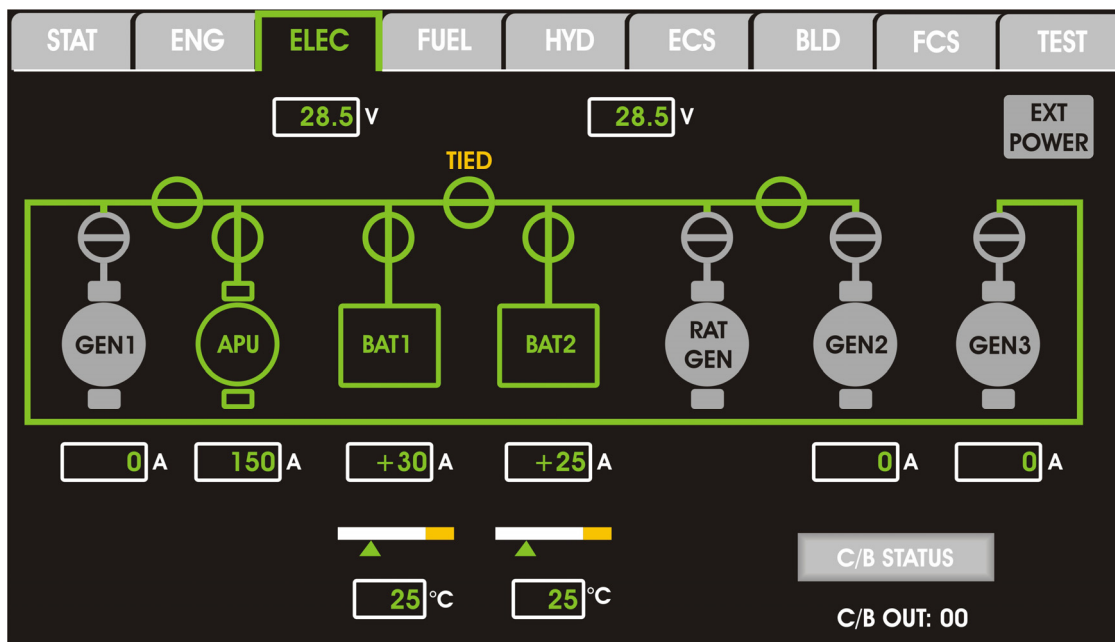 STAT ENG ELEC FUEL HYD ECS BLD FCS TEST
28.5 V 28.5 V
EXT
POWER
TIED
GEN1 APU BAT1 BAT2 RAT
GEN GEN2 GEN3
0 A 150 A +30 A +25 A 0 A 0 A
C/B STATUS
25 °C 25 °C
C/B OUT: 00